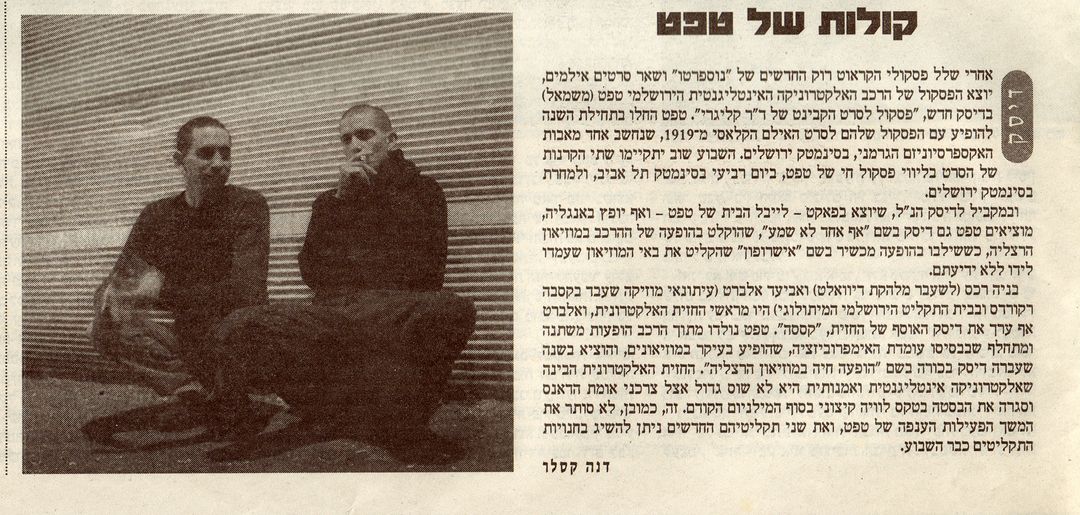 קולות של טפט
דיסק
אחרי שלל פסקולי הקראוט רוק החדשים של "נוספרטו" ושאר סרטים אילמים,
יוצא הפסקול של הרכב האלקטרוניקה האינטליגנטית הירושלמי טפט (משמאל)
בדיסק חדש, "פסקול לסרט הקבינט של ד"ר קליגרי". טפט החלו בתחילת השנה
להופיע עם הפסקול שלהם לסרט האילם הקלאסי מ־1919, שנחשב אחד מאבות
האקספרסיוניזם הגרמני, בסינמטק ירושלים. השבוע שוב יתקיימו שתי הקרנות
של הסרט בליווי פסקול חי של טפט, ביום רביעי בסינמטק תל אביב, ולמחרת
בסינמטק ירושלים.
ובמקביל לדיסק הנ"ל, שיוצא בפאקט – לייבל הבית של טפט – ואף יופץ באנגליה,
מוציאים טפט גם דיסק בשם "אף אחד לא שמע", שהוקלט בהופעה של ההרכב במוזיאון
הרצליה, כששילבו בהופעה מכשיר בשם "אישרופון" שהקליט את באי המוזיאון שעמדו
לידו ללא ידיעתם.
בניה רכס (לשעבר מלהקת דיוואלט) ואביעד אלברט (עיתונאי מוזיקה שעבד בקסבה
רקורדס ובבית התקליט הירושלמי המיתולוגי) היו מראשי החזית האלקטרונית, ואלברט
אף ערך את דיסק האוסף של החזית, "קססה". טפט נולדו מתוך הרכב הופעות משתנה
ומתחלף שבבסיסו עומדת האימפרוביזציה, שהופיע בעיקר במוזיאונים, והוציא בשנה
שעברה דיסק בכורה בשם "הופעה חיה במוזיאון הרצליה". החזית האלקטרונית הבינה
שאלקטרוניקה אינטליגנטית ואמנותית היא לא שוס גדול אצל צרכני אומת הדאנס
וסגרה את הבסטה בטקס לוויה קיצוני בסוף המילניום הקודם. זה, כמובן, לא סותר את
המשך הפעילות הענפה של טפט, ואת שני תקליטיהם החדשים ניתן להשיג בחנויות
התקליטים כבר השבוע.
דנה קסלר